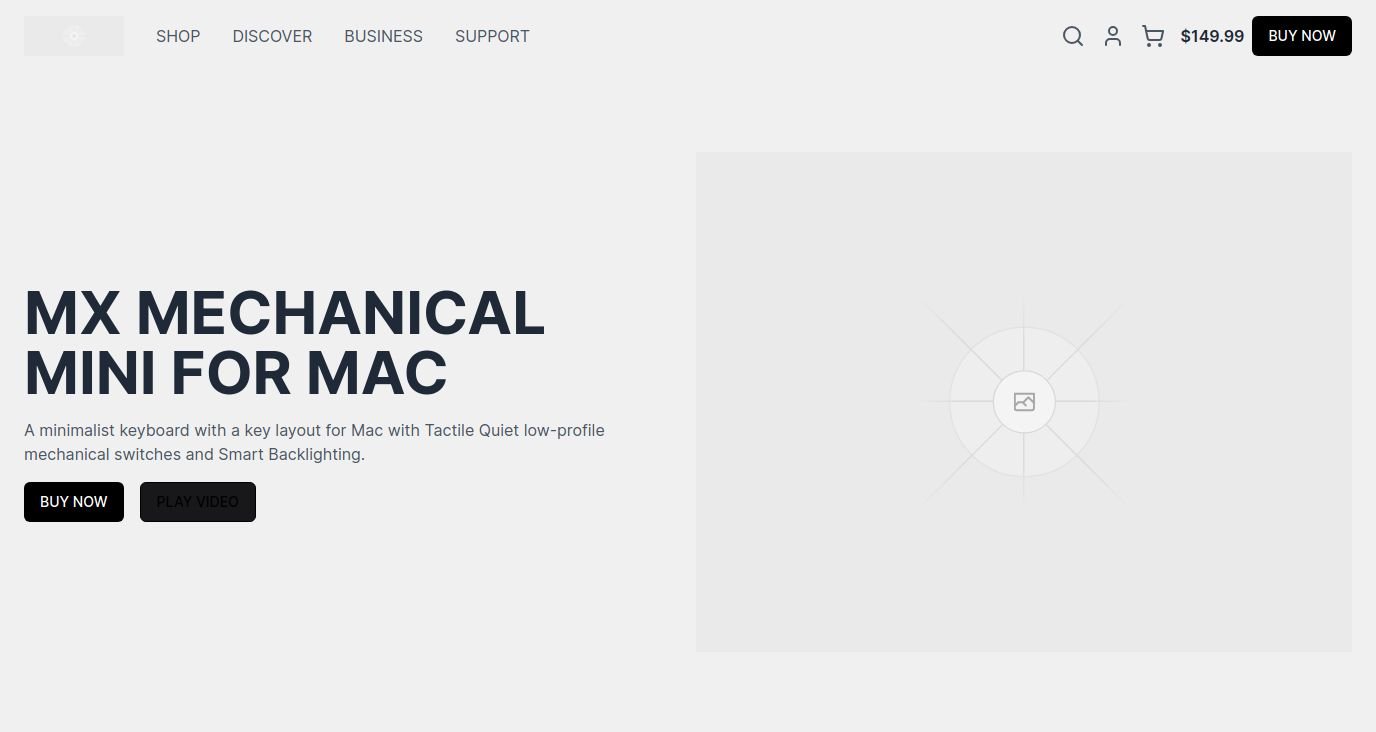 SHOP DISCOVER BUSINESS SUPPORT $149.99 BUY NOW
MX MECHANICAL
MINI FOR MAC
A minimalist keyboard with a key layout for Mac with Tactile Quiet low-profile
mechanical switches and Smart Backlighting.
BUY NOW PLAY VIDEO